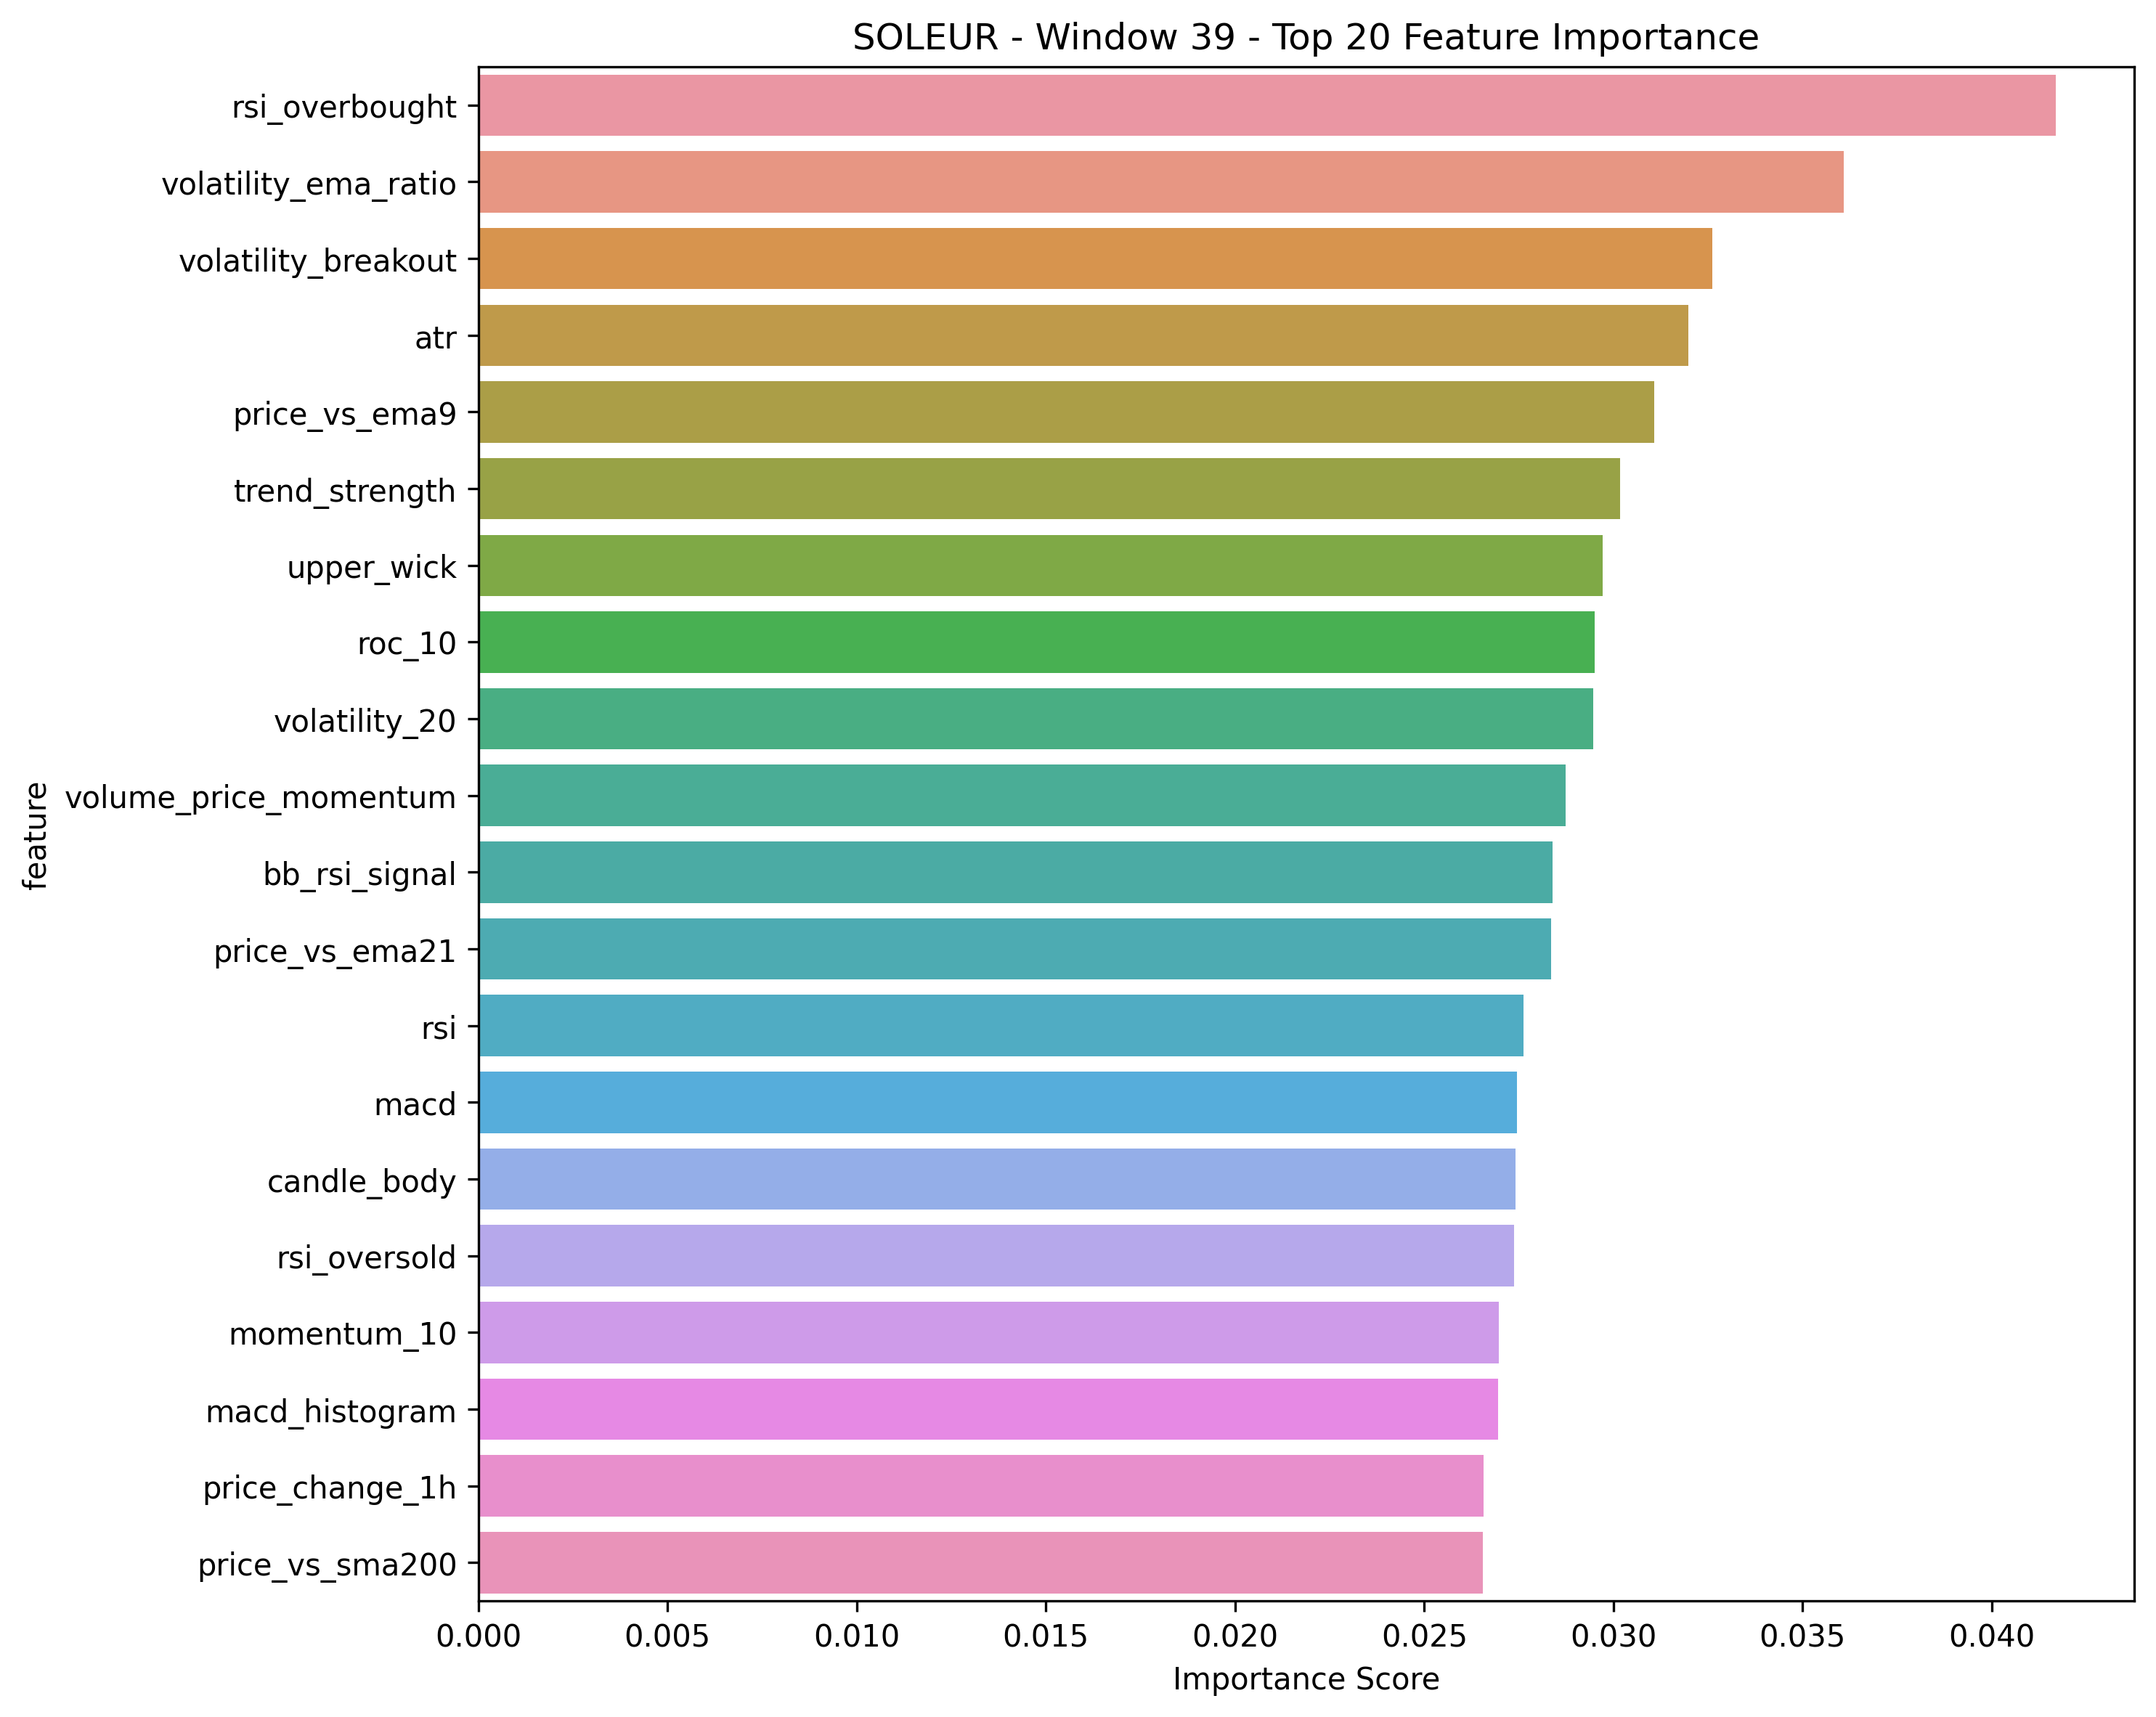 SOLEUR - Window 39 - Top 20 Feature Importance
rsi_overbought
volatility_ema_ratio
volatility_breakout
atr
price_vs_ema9
trend_strength
upper_wick
roc_10
volatility_20
volume_price_momentum
bb_rsi_signal
price_vs_ema21
rsi
macd
candle_body
rsi_oversold
momentum_10
macd_histogram
price_change_1h
price_vs_sma200
feature
0.000 0.005 0.010 0.015 0.020 0.025 0.030 0.035 0.040
Importance Score